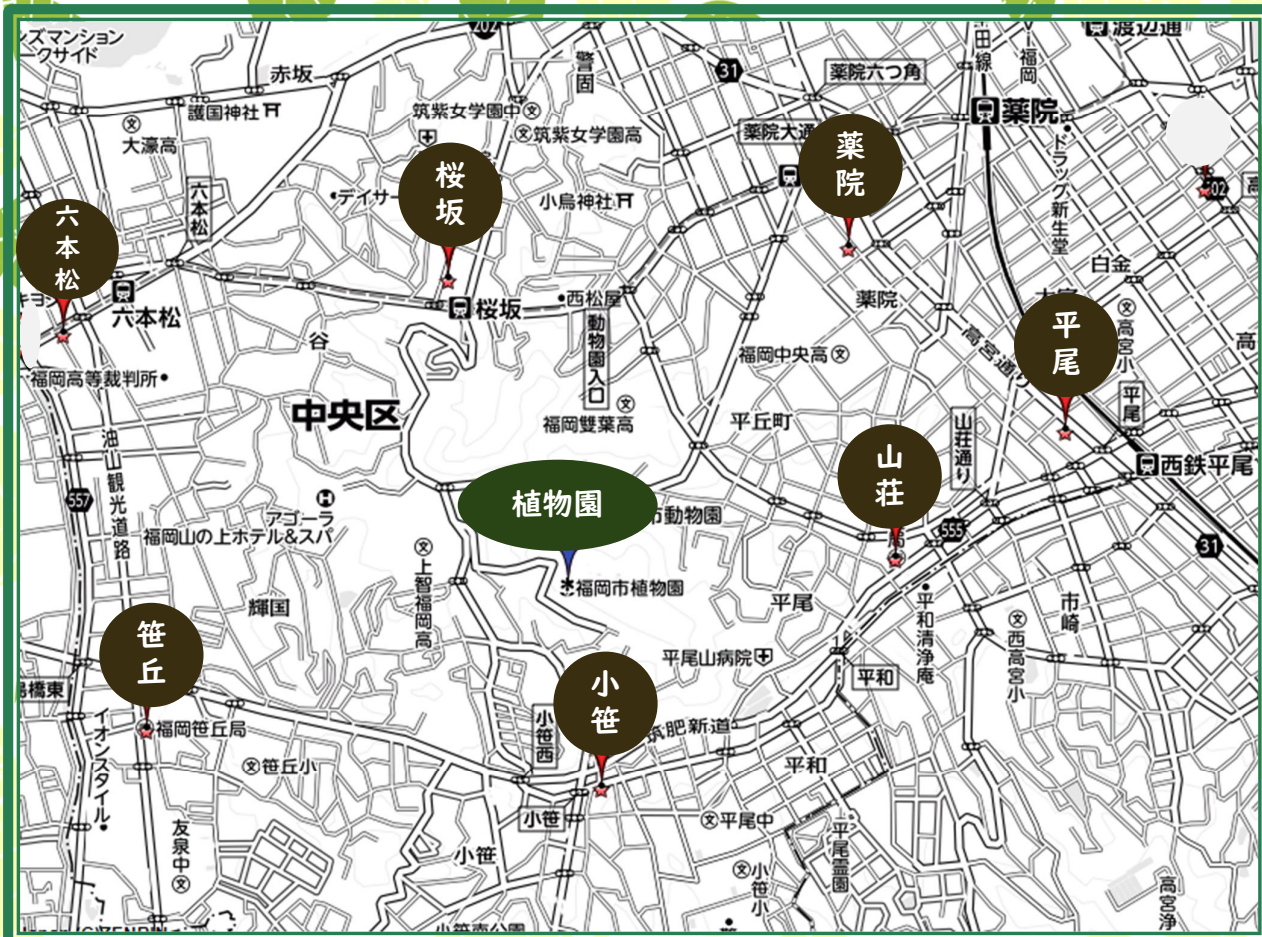 ンズマンション
クサイド
赤坂
202
警固
31
薬院六つ角
福岡
渡辺通
護国神社
大濠高
筑紫女学園中
筑紫女学園高
薬院大通
薬院
薬院
ドラッグ新生堂
桜坂
デイサー
小鳥神社
六本松
六本松
六本松
桜坂
西松屋
動物園入口
薬院
白金
平尾
高宮小
高宮通り
谷
福岡高等裁判所
中央区
福岡中央高
福岡雙葉高
平丘町
山荘通り
平尾
西鉄平尾
山荘
植物園
市動物園
557
油山観光道路
アゴーラ
福岡山の上ホテル&スパ
555
31
上智福岡高
福岡市植物園
輝国
平尾
平和清浄庵
市崎
西高宮小
笹丘
平尾山病院
平和
小笹
小笹西
筑肥新道
福岡笹丘局
イオンスタイル
笹丘小
平和
小笹
平尾中
友泉中
小笹
平尾霊園
小笹小
高宮浄
小笹南公園